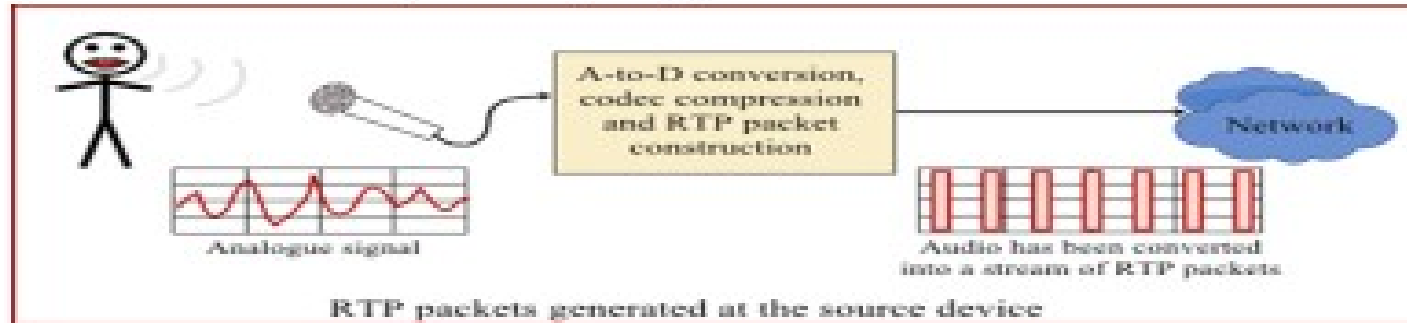 A-to-D conversion,
codec compression
and RTP packet
construction
Network
Analogue signal
Audio has been converted
into a stream of RTP packets
RTP packets generated at the source device